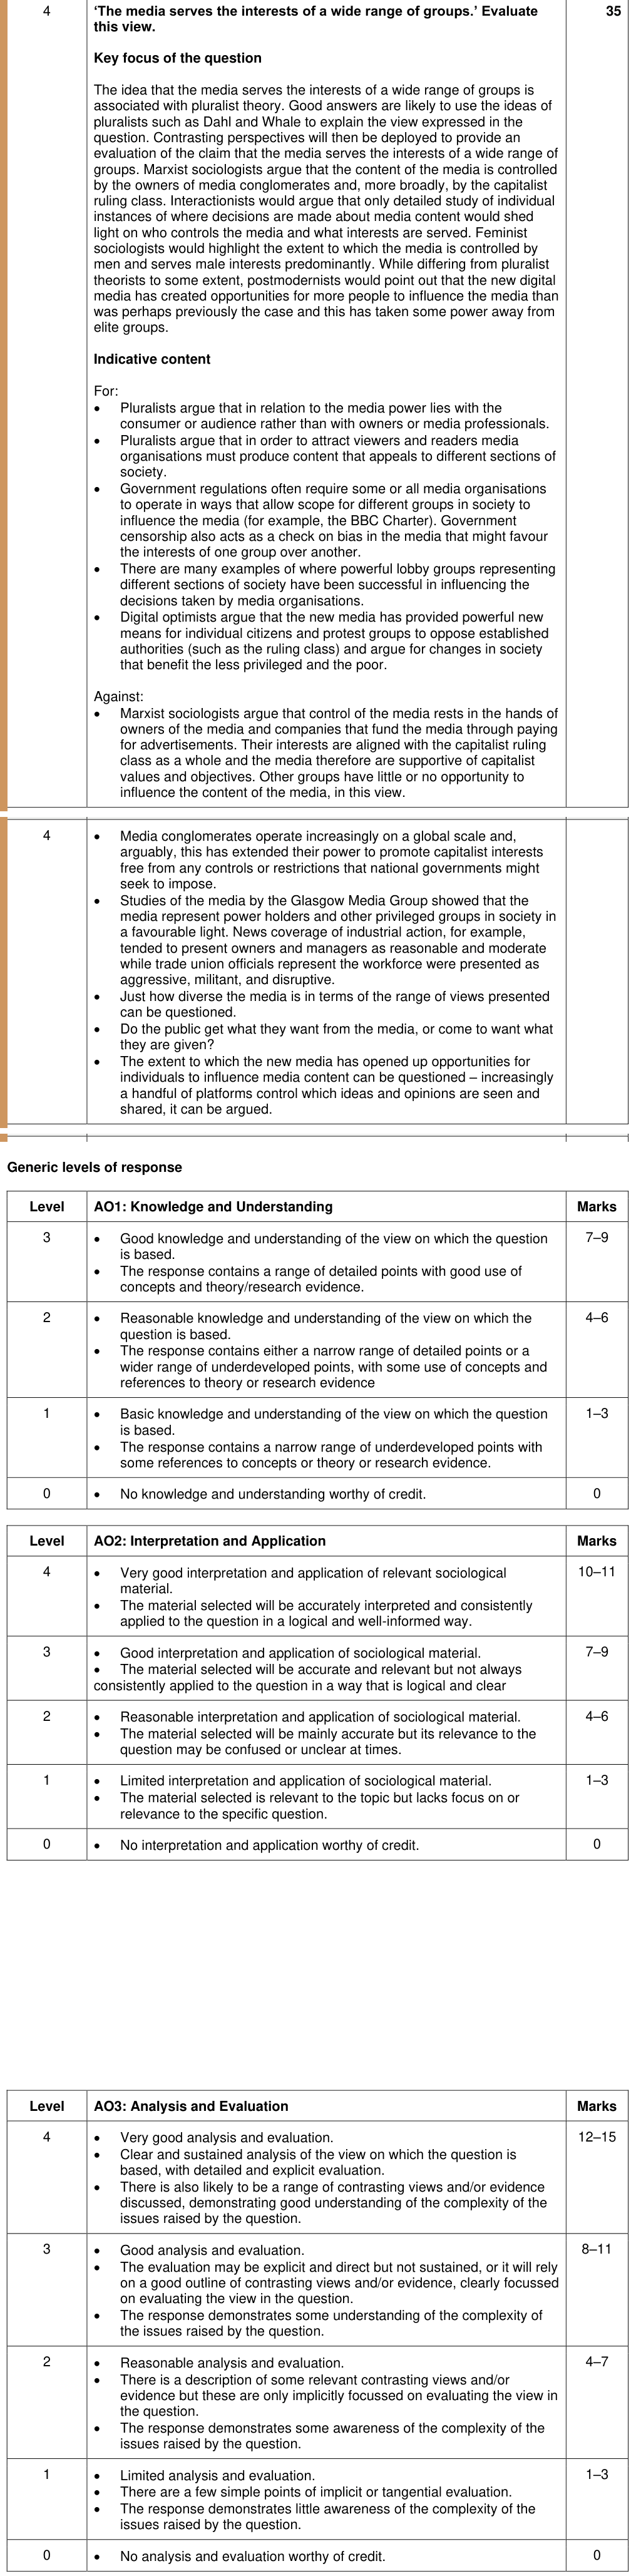 4
‘The media serves the interests of a wide range of groups.’ Evaluate
35
this view.
Key focus of the question
The idea that the media serves the interests of a wide range of groups is
associated with pluralist theory. Good answers are likely to use the ideas of
pluralists such as Dahl and Whale to explain the view expressed in the
question. Contrasting perspectives will then be deployed to provide an
evaluation of the claim that the media serves the interests of a wide range of
groups. Marxist sociologists argue that the content of the media is controlled
by the owners of media conglomerates and, more broadly, by the capitalist
ruling class. Interactionists would argue that only detailed study of individual
instances of where decisions are made about media content would shed
light on who controls the media and what interests are served. Feminist
sociologists would highlight the extent to which the media is controlled by
men and serves male interests predominantly. While differing from pluralist
theorists to some extent, postmodernists would point out that the new digital
media has created opportunities for more people to influence the media than
was perhaps previously the case and this has taken some power away from
elite groups.
Indicative content
For:
• Pluralists argue that in relation to the media power lies with the
consumer or audience rather than with owners or media professionals.
• Pluralists argue that in order to attract viewers and readers media
organisations must produce content that appeals to different sections of
society.
• Government regulations often require some or all media organisations
to operate in ways that allow scope for different groups in society to
influence the media (for example, the BBC Charter). Government
censorship also acts as a check on bias in the media that might favour
the interests of one group over another.
• There are many examples of where powerful lobby groups representing
different sections of society have been successful in influencing the
decisions taken by media organisations.
• Digital optimists argue that the new media has provided powerful new
means for individual citizens and protest groups to oppose established
authorities (such as the ruling class) and argue for changes in society
that benefit the less privileged and the poor.
Against:
• Marxist sociologists argue that control of the media rests in the hands of
owners of the media and companies that fund the media through paying
for advertisements. Their interests are aligned with the capitalist ruling
class as a whole and the media therefore are supportive of capitalist
values and objectives. Other groups have little or no opportunity to
influence the content of the media, in this view.
4
• Media conglomerates operate increasingly on a global scale and,
arguably, this has extended their power to promote capitalist interests
free from any controls or restrictions that national governments might
seek to impose.
• Studies of the media by the Glasgow Media Group showed that the
media represent power holders and other privileged groups in society in
a favourable light. News coverage of industrial action, for example,
tended to present owners and managers as reasonable and moderate
while trade union officials represent the workforce were presented as
aggressive, militant, and disruptive.
• Just how diverse the media is in terms of the range of views presented
can be questioned.
• Do the public get what they want from the media, or come to want what
they are given?
• The extent to which the new media has opened up opportunities for
individuals to influence media content can be questioned – increasingly
a handful of platforms control which ideas and opinions are seen and
shared, it can be argued.
Generic levels of response
Level
AO1: Knowledge and Understanding
Marks
3
• Good knowledge and understanding of the view on which the question
is based.
• The response contains a range of detailed points with good use of
concepts and theory/research evidence.
7–9
2
• Reasonable knowledge and understanding of the view on which the
question is based.
• The response contains either a narrow range of detailed points or a
wider range of underdeveloped points, with some use of concepts and
references to theory or research evidence
4–6
1
• Basic knowledge and understanding of the view on which the question
is based.
• The response contains a narrow range of underdeveloped points with
some references to concepts or theory or research evidence.
1–3
0
• No knowledge and understanding worthy of credit.
0
Level
AO2: Interpretation and Application
Marks
4
• Very good interpretation and application of relevant sociological
material.
• The material selected will be accurately interpreted and consistently
applied to the question in a logical and well-informed way.
10–11
3
• Good interpretation and application of sociological material.
• The material selected will be accurate and relevant but not always
consistently applied to the question in a way that is logical and clear
7–9
2
• Reasonable interpretation and application of sociological material.
• The material selected will be mainly accurate but its relevance to the
question may be confused or unclear at times.
4–6
1
• Limited interpretation and application of sociological material.
• The material selected is relevant to the topic but lacks focus on or
relevance to the specific question.
1–3
0
• No interpretation and application worthy of credit.
0
Level
AO3: Analysis and Evaluation
Marks
4
• Very good analysis and evaluation.
• Clear and sustained analysis of the view on which the question is
based, with detailed and explicit evaluation.
• There is also likely to be a range of contrasting views and/or evidence
discussed, demonstrating good understanding of the complexity of the
issues raised by the question.
12–15
3
• Good analysis and evaluation.
• The evaluation may be explicit and direct but not sustained, or it will rely
on a good outline of contrasting views and/or evidence, clearly focussed
on evaluating the view in the question.
• The response demonstrates some understanding of the complexity of
the issues raised by the question.
8–11
2
• Reasonable analysis and evaluation.
• There is a description of some relevant contrasting views and/or
evidence but these are only implicitly focussed on evaluating the view in
the question.
• The response demonstrates some awareness of the complexity of the
issues raised by the question.
4–7
1
• Limited analysis and evaluation.
• There are a few simple points of implicit or tangential evaluation.
• The response demonstrates little awareness of the complexity of the
issues raised by the question.
1–3
0
• No analysis and evaluation worthy of credit.
0